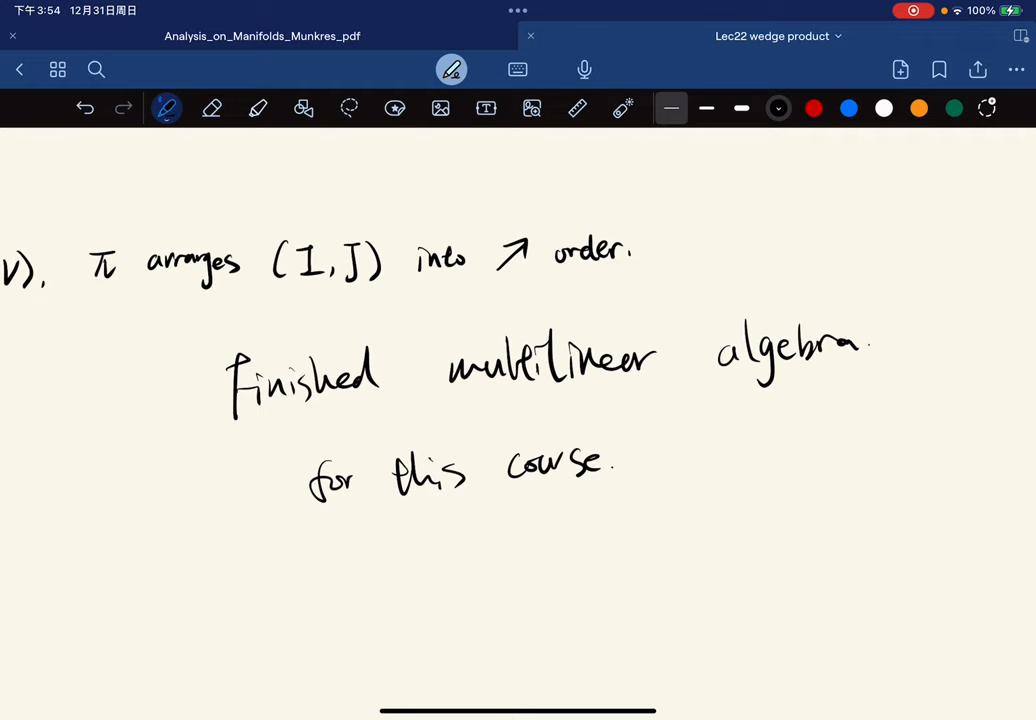 下午3:54 12月31日周日
100%
Analysis_on_Manifolds_Munkres_pdf
Lec22 wedge product
V), π arranges (I, J) into ↗ order.
Finished multilinear algebra.
for this course.